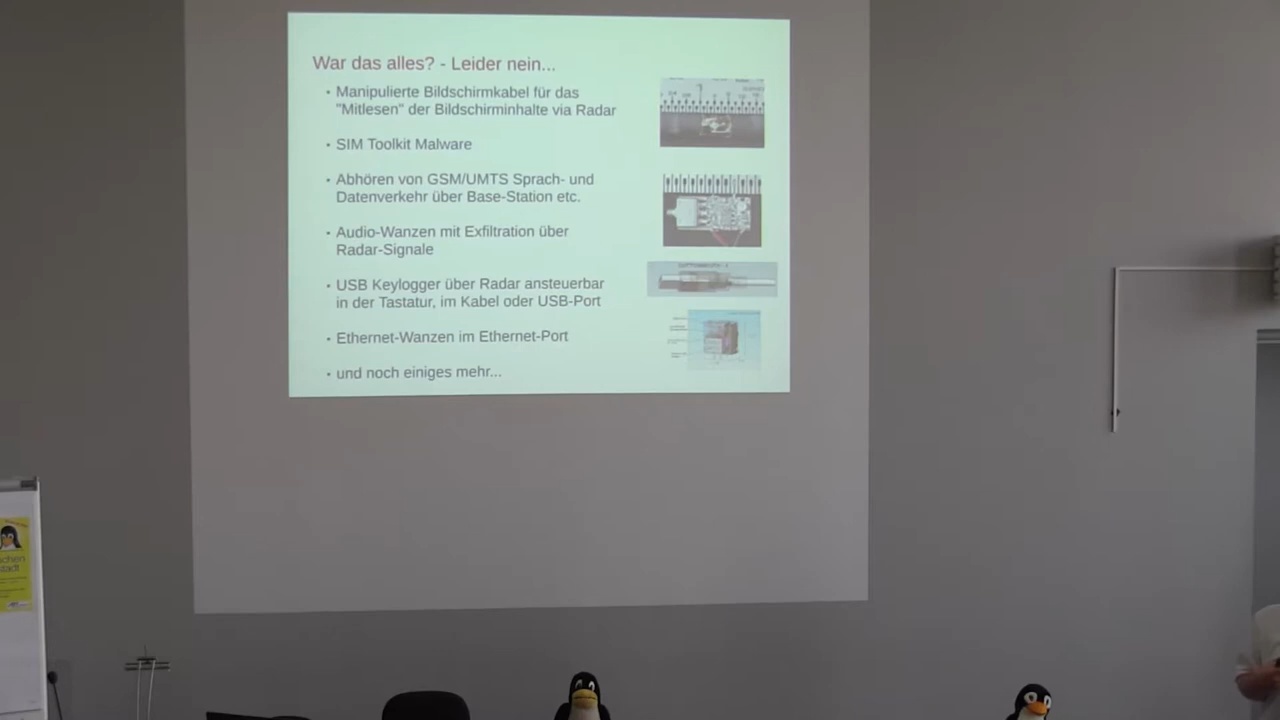 War das alles? - Leider nein...
• Manipulierte Bildschirmkabel für das
"Mitlesen" der Bildschirminhalte via Radar
• SIM Toolkit Malware
• Abhören von GSM/UMTS Sprach- und
Datenverkehr über Base-Station etc.
• Audio-Wanzen mit Exfiltration über
Radar-Signale
• USB Keylogger über Radar ansteuerbar
in der Tastatur, im Kabel oder USB-Port
• Ethernet-Wanzen im Ethernet-Port
• und noch einiges mehr...